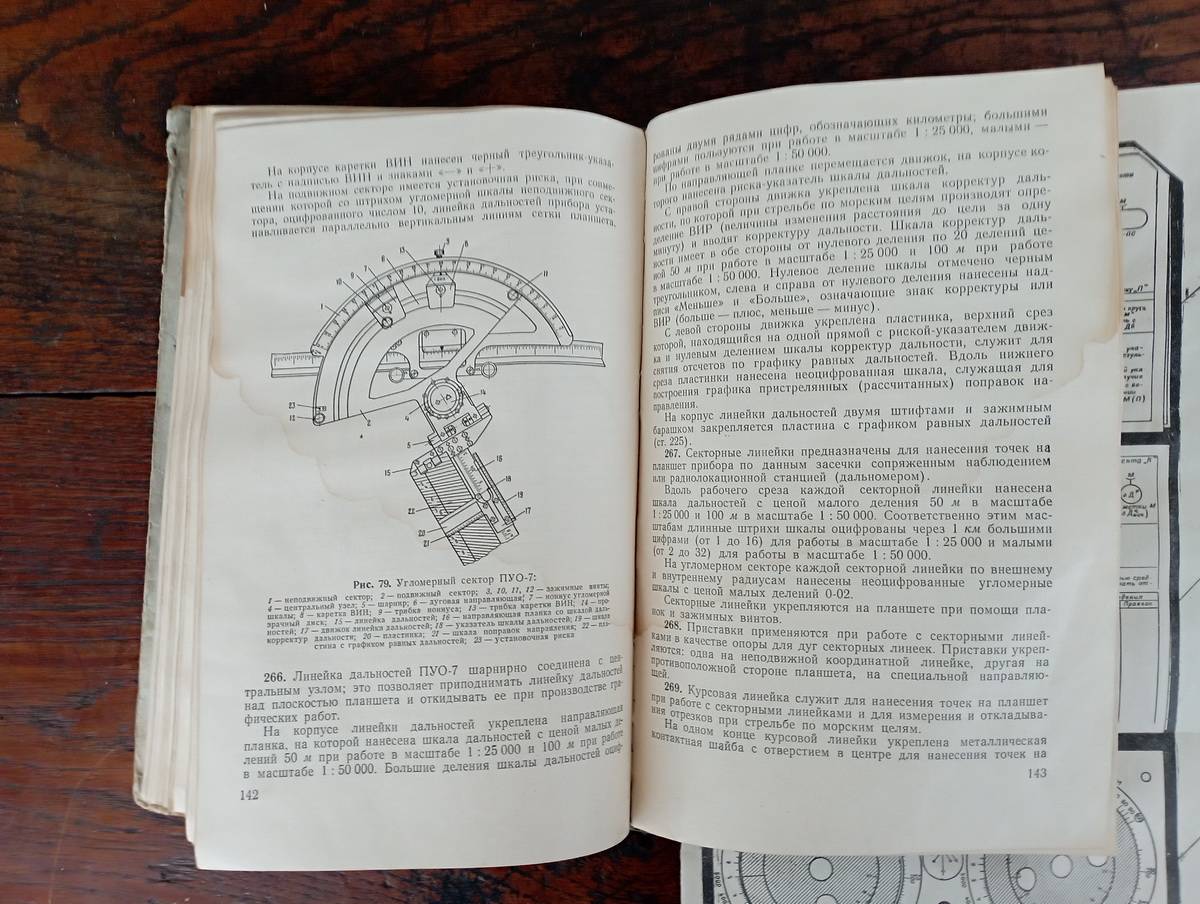 На корпусе каретки ВИН нанесен черный треугольник-указа-
тель с надписью ВИН и знаками «—» и «+».
На подвижном секторе имеется установочная риска, при совме-
щении которой со штрихом угломерной шкалы неподвижного сек-
тора, оцифрованного числом 10, линейка дальностей прибора уста-
навливается параллельно вертикальным линиям сетки планшета.
Рис. 79. Угломерный сектор ПУО-7:
1 — неподвижный сектор; 2 — подвижный сектор; 3, 10, 11, 12 — зажимные винты;
4 — центральный узел; 5 — шарнир; 6 — дуговая направляющая; 7 — нониус угломерной
шкалы; 8 — каретка ВИН; 9 — трибка нониуса; 13 — трибка каретки ВИН; 14 — про-
зрачный диск; 15 — линейка дальностей; 16 — направляющая планка со шкалой даль-
ностей; 17 — движок линейки дальностей; 18 — указатель шкалы дальностей; 19 — шкала
корректур дальности; 20 — пластинка; 21 — шкала поправок направления; 22 — пла-
стина с графиком равных дальностей; 23 — установочная риска
266. Линейка дальностей ПУО-7 шарнирно соединена с цен-
тральным узлом; это позволяет приподнимать линейку дальностей
над плоскостью планшета и откидывать ее при производстве гра-
фических работ.
На корпусе линейки дальностей укреплена направляющая
планка, на которой нанесена шкала дальностей с ценой малых де-
лений 50 м при работе в масштабе 1 : 25 000 и 100 м при работе
в масштабе 1 : 50 000. Большие деления шкалы дальностей оциф-
142
рованы двумя рядами цифр, обозначающих километры; большими
цифрами пользуются при работе в масштабе 1 : 25 000, малыми —
при работе в масштабе 1 : 50 000.
По направляющей планке перемещается движок, на корпусе ко-
торого нанесена риска-указатель шкалы дальностей.
С правой стороны движка укреплена шкала корректур даль-
ности, по которой при стрельбе по морским целям производят опре-
деление ВИР (величины изменения расстояния до цели за одну
минуту) и вводят корректуру дальности. Шкала корректур даль-
ности имеет в обе стороны от нулевого деления по 20 делений це-
ной 50 м при работе в масштабе 1 : 25 000 и 100 м при работе
в масштабе 1 : 50 000. Нулевое деление шкалы отмечено черным
треугольником, слева и справа от нулевого деления нанесены над-
писи «Меньше» и «Больше», означающие знак корректуры или
ВИР (больше — плюс, меньше — минус).
С левой стороны движка укреплена пластинка, верхний срез
которой, находящийся на одной прямой с риской-указателем движ-
ка и нулевым делением шкалы корректур дальности, служит для
снятия отсчетов по графику равных дальностей. Вдоль нижнего
среза пластинки нанесена неоцифрованная шкала, служащая для
построения графика пристрелянных (рассчитанных) поправок на-
правления.
На корпус линейки дальностей двумя штифтами и зажимным
барашком закрепляется пластина с графиком равных дальностей
(ст. 225).
267. Секторные линейки предназначены для нанесения точек на
планшет прибора по данным засечки сопряженным наблюдением
или радиолокационной станцией (дальномером).
Вдоль рабочего среза каждой секторной линейки нанесена
шкала дальностей с ценой малого деления 50 м в масштабе
1 : 25 000 и 100 м в масштабе 1 : 50 000. Соответственно этим мас-
штабам длинные штрихи шкалы оцифрованы через 1 км большими
цифрами (от 1 до 16) для работы в масштабе 1 : 25 000 и малыми
(от 2 до 32) для работы в масштабе 1 : 50 000.
На угломерном секторе каждой секторной линейки по внешнему
и внутреннему радиусам нанесены неоцифрованные угломерные
шкалы с ценой малых делений 0-02.
Секторные линейки укрепляются на планшете при помощи пла-
нок и зажимных винтов.
268. Приставки применяются при работе с секторными линей-
ками в качестве опоры для дуг секторных линеек. Приставки укреп-
ляются: одна на неподвижной координатной линейке, другая на
противоположной стороне планшета, на специальной направляю-
щей.
269. Курсовая линейка служит для нанесения точек на планшет
при работе с секторными линейками и для измерения и откладыва-
ния отрезков при стрельбе по морским целям.
На одном конце курсовой линейки укреплена металлическая
контактная шайба с отверстием в центре для нанесения точек на
143